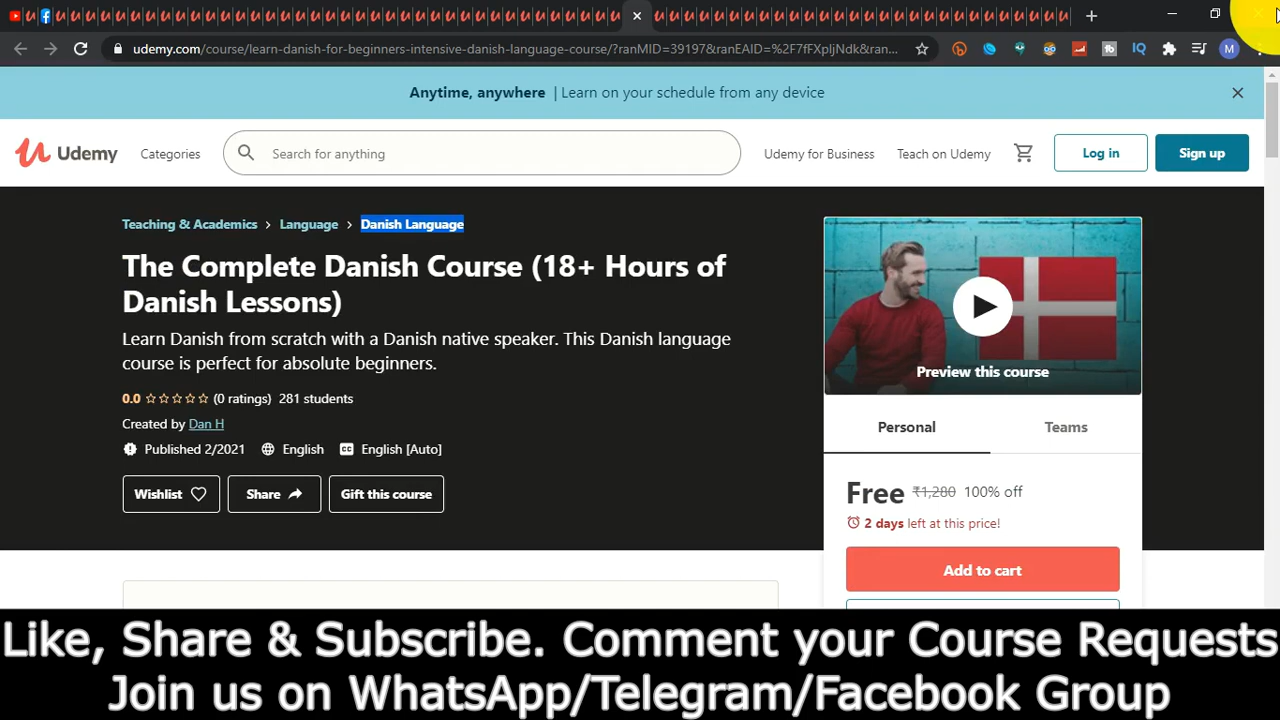 udemy.com/course/learn-danish-for-beginners-intensive-danish-language-course/?ranMID=39197&ranEAID=%2F7fFXpljNdk&ran...
IQ
M
Anytime, anywhere | Learn on your schedule from any device
Udemy
Categories
Search for anything
Udemy for Business
Teach on Udemy
Log in
Sign up
Teaching & Academics > Language > Danish Language
The Complete Danish Course (18+ Hours of
Danish Lessons)
Learn Danish from scratch with a Danish native speaker. This Danish language
course is perfect for absolute beginners.
0.0 (0 ratings) 281 students
Created by Dan H
Published 2/2021 English CC English [Auto]
Wishlist
Share
Gift this course
Preview this course
Personal
Teams
Free ₹1,280 100% off
2 days left at this price!
Add to cart
Like, Share & Subscribe. Comment your Course Requests
Join us on WhatsApp/Telegram/Facebook Group